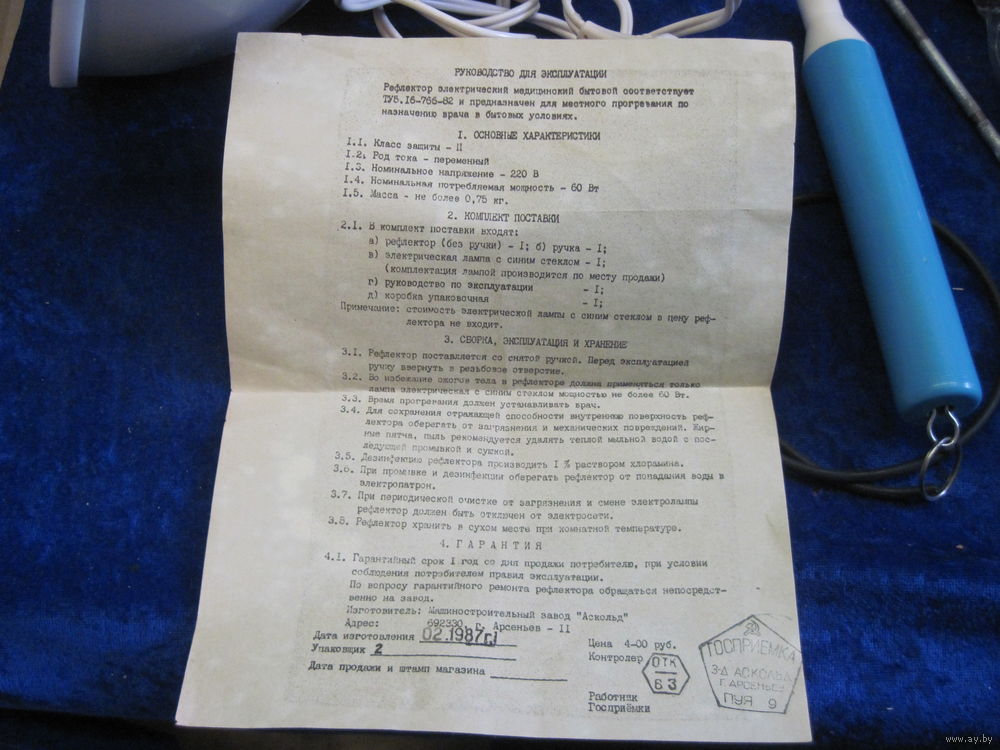 РУКОВОДСТВО ДЛЯ ЭКСПЛУАТАЦИИ
Рефлектор электрический медицинский бытовой соответствует
ТУ5.I6-766-82 и предназначен для местного прогревания по
назначению врача в бытовых условиях.
I. ОСНОВНЫЕ ХАРАКТЕРИСТИКИ
I.I. Класс защиты - II
I.2. Род тока - переменный
I.3. Номинальное напряжение - 220 В
I.4. Номинальная потребляемая мощность - 60 Вт
I.5. Масса - не более 0,75 кг.
2. КОМПЛЕКТ ПОСТАВКИ
2.I. В комплект поставки входят:
а) рефлектор (без ручки) - I; б) ручка - I;
в) электрическая лампа с синим стеклом - I;
(комплектация лампой производится по месту продажи)
г) руководство по эксплуатации - I;
д) коробка упаковочная - I;
Примечание: стоимость электрической лампы с синим стеклом в цену реф-
лектора не входит.
3. СБОРКА, ЭКСПЛУАТАЦИЯ И ХРАНЕНИЕ
3.I. Рефлектор поставляется со снятой ручкой. Перед эксплуатацией
ручку ввернуть в резьбовое отверстие.
3.2. Во избежание ожогов тела в рефлекторе должна применяться только
лампа электрическая с синим стеклом мощностью не более 60 Вт.
3.3. Время прогревания должен устанавливать врач.
3.4. Для сохранения отражающей способности внутреннюю поверхность реф-
лектора оберегать от загрязнения и механических повреждений. Жир-
ные пятна, пыль рекомендуется удалять теплой мыльной водой с пос-
ледующей промывкой и сушкой.
3.5. Дезинфекцию рефлектора производить I % раствором хлорамина.
3.6. При промывке и дезинфекции оберегать рефлектор от попадания воды в
электропатрон.
3.7. При периодической очистке от загрязнения и смене электролампы
рефлектор должен быть отключен от электросети.
3.8. Рефлектор хранить в сухом месте при комнатной температуре.
4. ГАРАНТИЯ
4.I. Гарантийный срок I год со дня продажи потребителю, при условии
соблюдения потребителем правил эксплуатации.
По вопросу гарантийного ремонта рефлектора обращаться непосредст-
венно на завод.
Изготовитель: Машиностроительный завод "Аскольд"
Адрес: 692330, г. Арсеньев - II
Дата изготовления 02.1987г.
Упаковщик 2
Дата продажи и штамп магазина
Цена 4-00 руб.
Контролер
ОТК
63
Работник
Госприёмки
ГОСПРИЕМКА
З-Д АСКОЛЬД
Г. АРСЕНЬЕВ
ПУЯ 9
www.ay.by